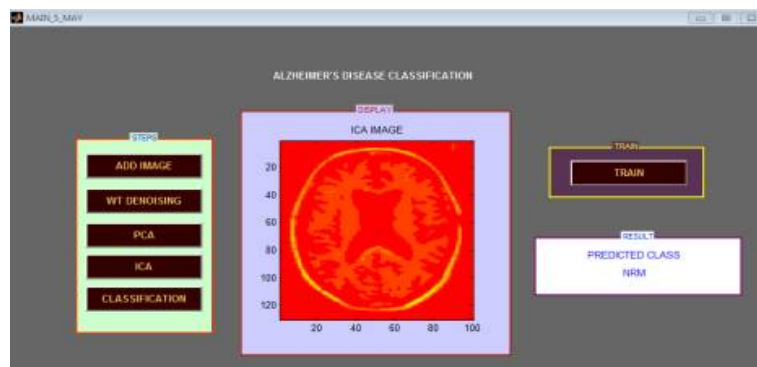 MAIN_5_MAY
ALZHEIMER'S DISEASE CLASSIFICATION
STEPS
ADD IMAGE
WT DENOISING
PCA
ICA
CLASSIFICATION
DISPLAY
ICA IMAGE
20
40
60
80
100
120
20 40 60 80 100
TRAIN
TRAIN
RESULT
PREDICTED CLASS
NRM